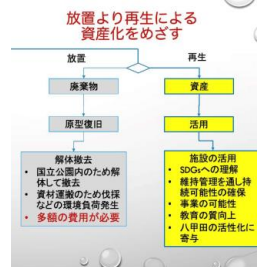 放置より再生による
資産化をめざす
放置
再生
廃棄物
資産
原型復旧
活用
解体撤去
• 国立公園内のため解
体して撤去
• 資材運搬のため伐採
などの環境負荷発生
• 多額の費用が必要
施設の活用
• SDGsへの理解
• 維持管理を通し持
続可能性の確保
• 事業の可能性
• 教育の質向上
• 八甲田の活性化に
寄与